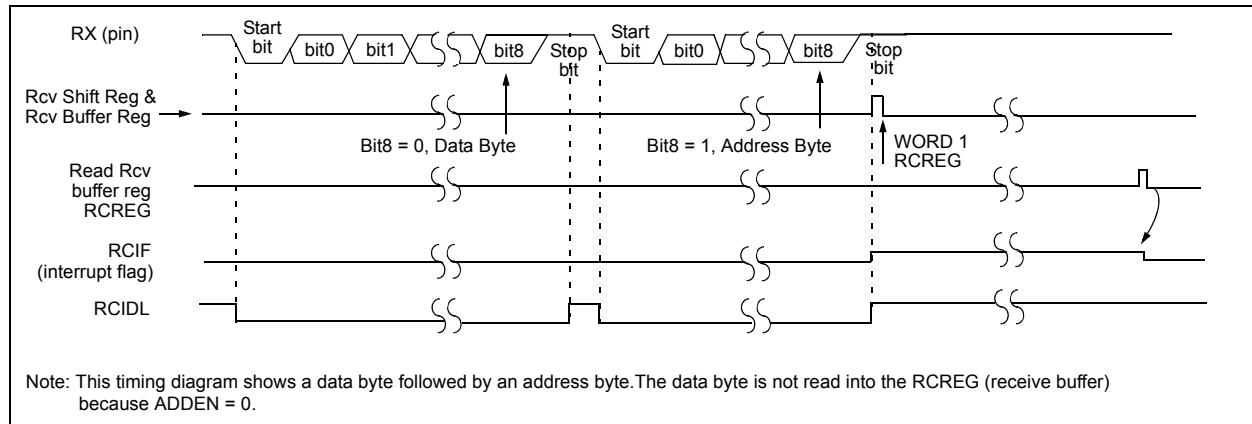 RX (pin)
Start
bit
bit0
bit1
bit8
Stop
bit
Start
bit
bit0
bit8
Stop
bit
Rcv Shift Reg &
Rcv Buffer Reg
Bit8 = 0, Data Byte
Bit8 = 1, Address Byte
WORD 1
RCREG
Read Rcv
buffer reg
RCREG
RCIF
(interrupt flag)
RCIDL
Note: This timing diagram shows a data byte followed by an address byte.The data byte is not read into the RCREG (receive buffer)
because ADDEN = 0.